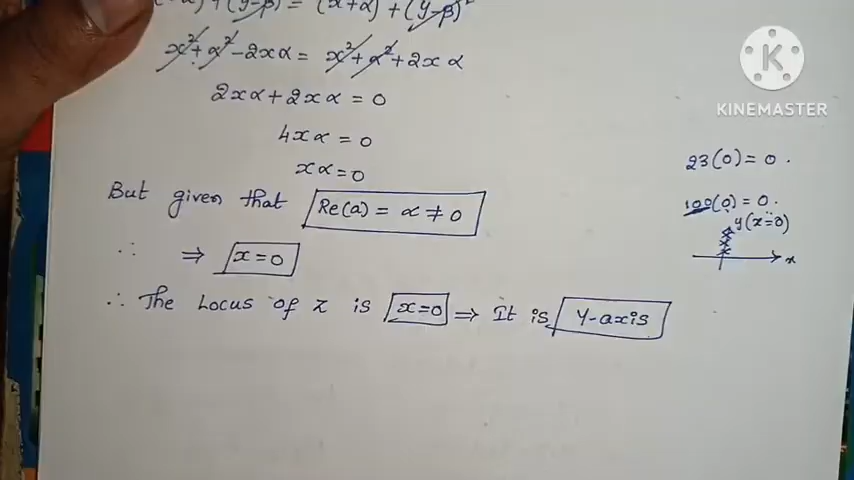 + (y-β) = (x+α) + (y-β)²
x²+α²-2xα = x²+α²+2xα
2xα+2xα = 0
4xα = 0
xα=0
But given that Re(a) = α ≠ 0
∴ ⇒ x=0
∴ The Locus of z is x=0 ⇒ It is Y-axis
23(0)=0.
100(0)=0.
y(x=0)
x
K
KINEMASTER